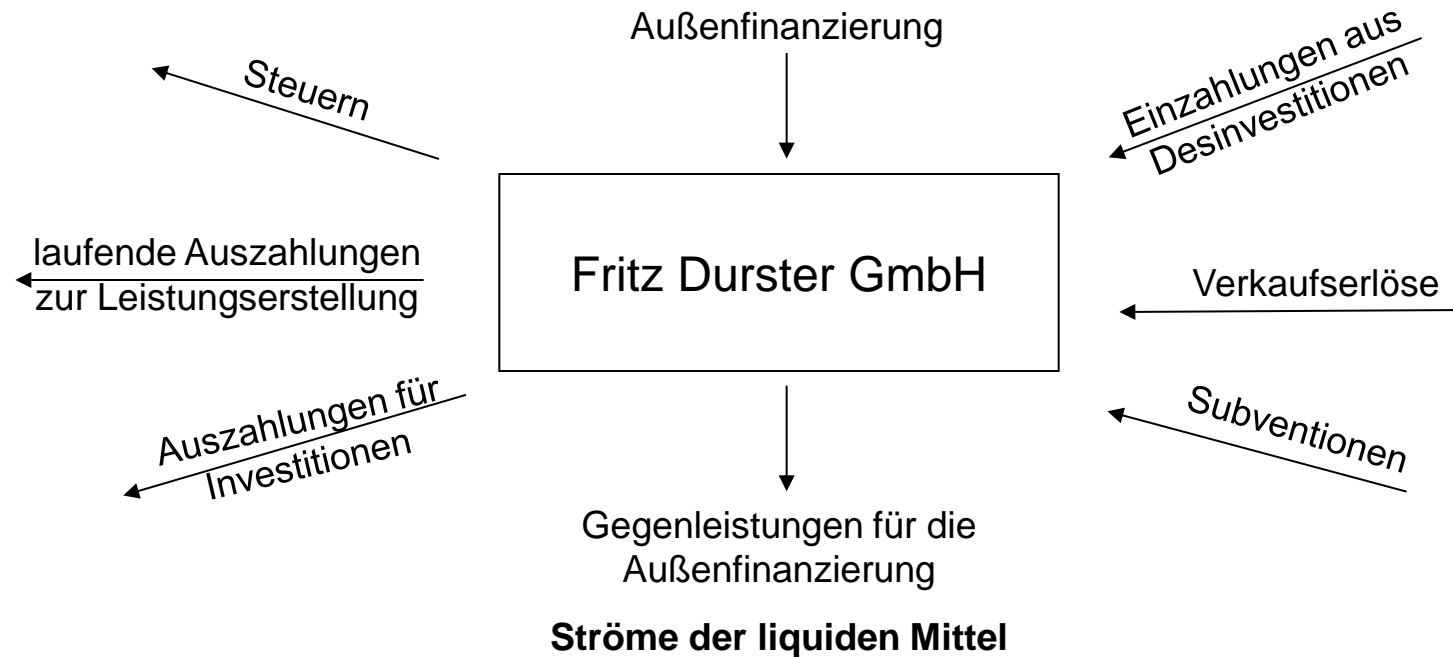 Außenfinanzierung
Steuern
Einzahlungen aus
Desinvestitionen
laufende Auszahlungen
zur Leistungserstellung
Fritz Durster GmbH
Verkaufserlöse
Auszahlungen für
Investitionen
Subventionen
Gegenleistungen für die
Außenfinanzierung
Ströme der liquiden Mittel